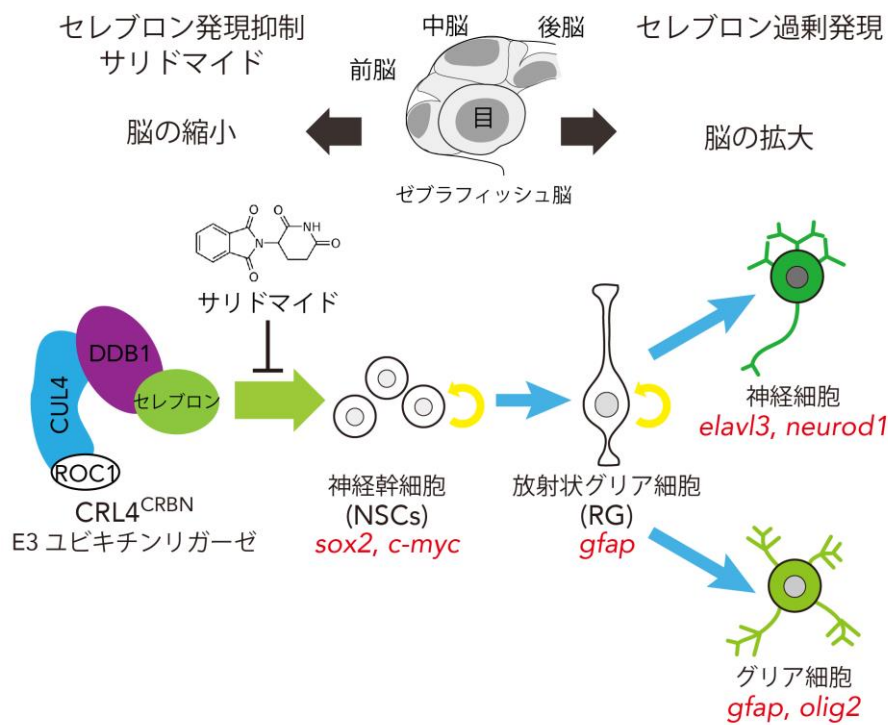 セレブロン発現抑制
サリドマイド
脳の縮小
前脳
中脳
後脳
目
ゼブラフィッシュ脳
セレブロン過剰発現
脳の拡大
O
O
NH
N
O
O
サリドマイド
DDB1
CUL4
セレブロン
ROC1
CRL4CRBN
E3 ユビキチンリガーゼ
神経幹細胞
(NSCs)
sox2, c-myc
放射状グリア細胞
(RG)
gfap
神経細胞
elavl3, neurod1
グリア細胞
gfap, olig2